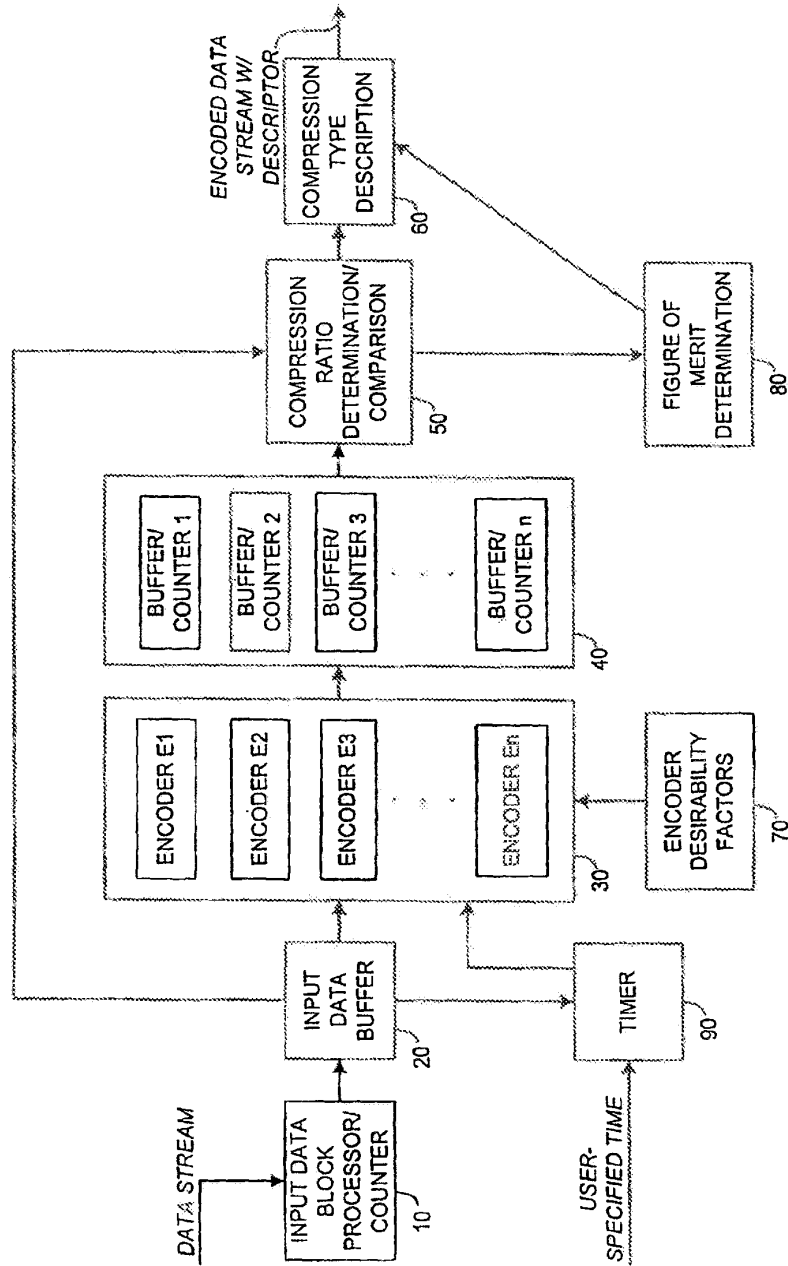 DATA STREAM
INPUT DATA
BLOCK
PROCESSOR/
COUNTER
10
INPUT
DATA
BUFFER
20
USER-
SPECIFIED TIME
TIMER
90
ENCODER E1
ENCODER E2
ENCODER E3
. . .
ENCODER En
30
ENCODER
DESIRABILITY
FACTORS
70
BUFFER/
COUNTER 1
BUFFER/
COUNTER 2
BUFFER/
COUNTER 3
. . .
BUFFER/
COUNTER n
40
COMPRESSION
RATIO
DETERMINATION/
COMPARISON
50
FIGURE OF
MERIT
DETERMINATION
80
ENCODED DATA
STREAM W/
DESCRIPTOR
COMPRESSION
TYPE
DESCRIPTION
60